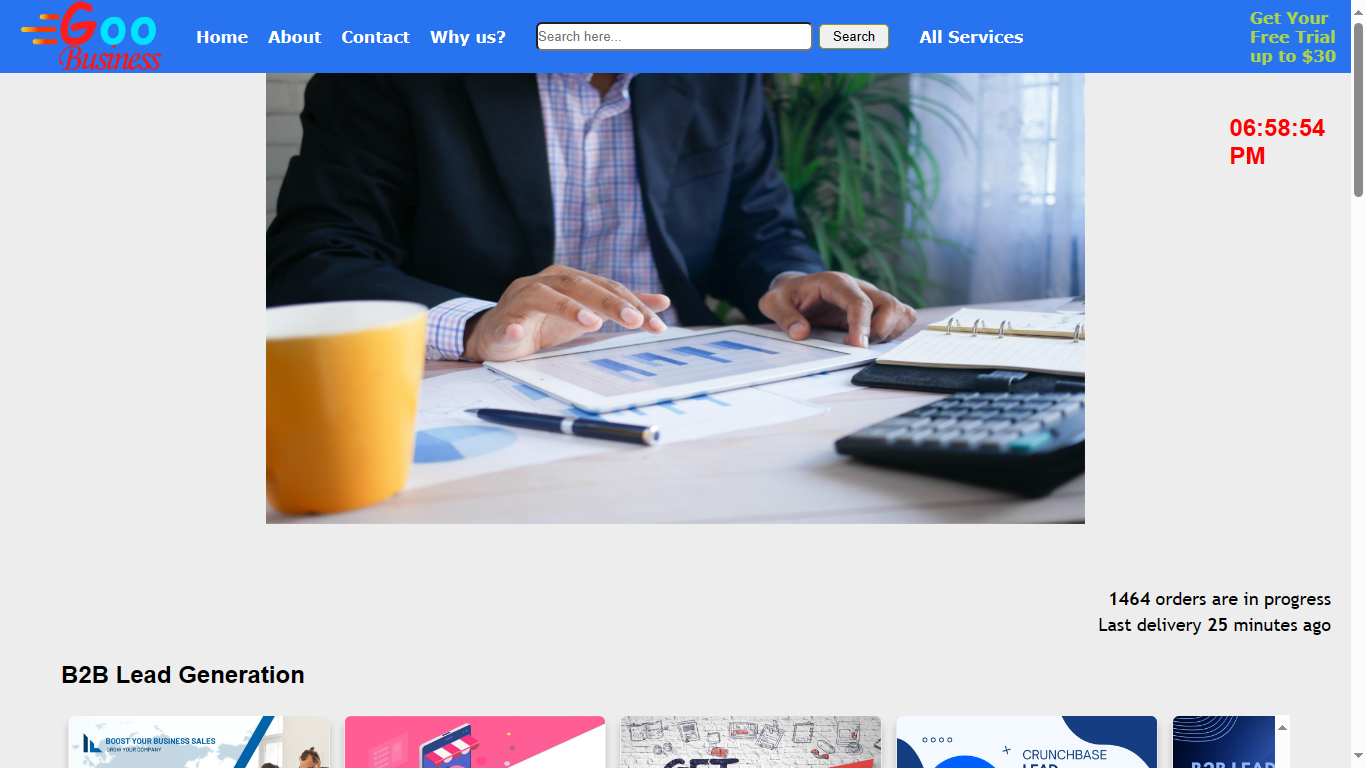 Goo
Business
Home
About
Contact
Why us?
Search here...
Search
All Services
Get Your
Free Trial
up to $30
06:58:54
PM
1464 orders are in progress
Last delivery 25 minutes ago
B2B Lead Generation
BOOST YOUR BUSINESS SALES
GROW YOUR COMPANY
GET
CRUNCHBASE
LEAD
B2B LEAD